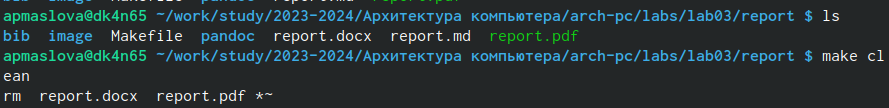 apmaslova@dk4n65 ~/work/study/2023-2024/Архитектура компьютера/arch-pc/labs/lab03/report $ ls
bib  image  Makefile  pandoc  report.docx  report.md  report.pdf
apmaslova@dk4n65 ~/work/study/2023-2024/Архитектура компьютера/arch-pc/labs/lab03/report $ make cl
ean
rm  report.docx  report.pdf *~